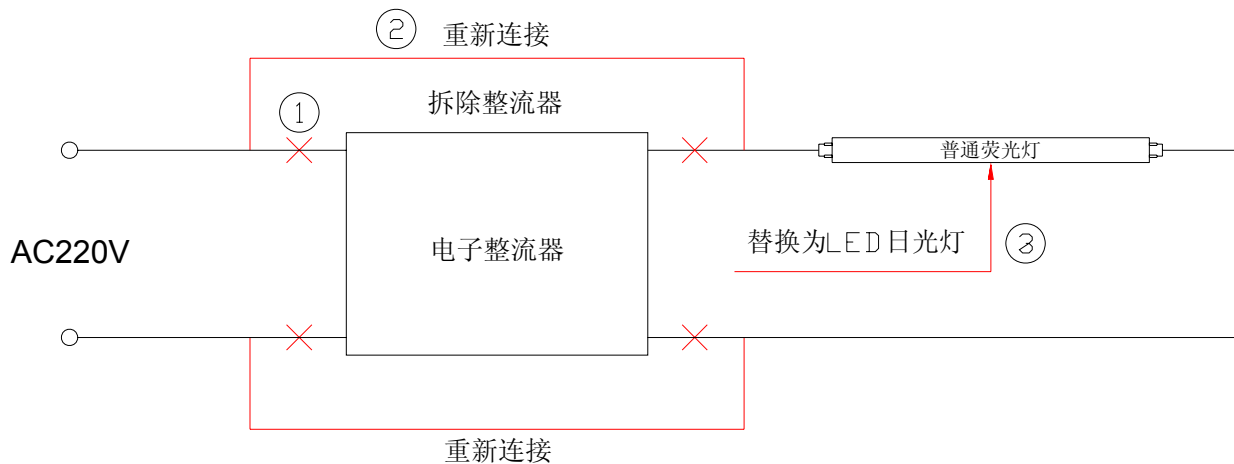 ② 重新连接
① 拆除整流器
普通荧光灯
AC220V
电子整流器
替换为LED日光灯 ③
重新连接